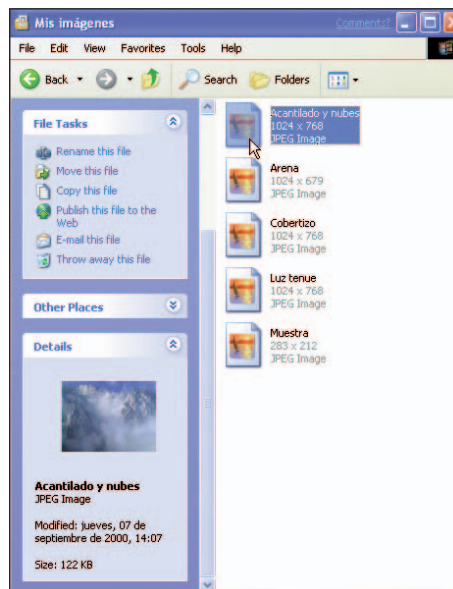 Mis imágenes
Comments?
File Edit View Favorites Tools Help
Back Search Folders
File Tasks
Rename this file
Move this file
Copy this file
Publish this file to the
Web
E-mail this file
Throw away this file
Other Places
Details
Acantilado y nubes
JPEG Image
Modified: jueves, 07 de
septiembre de 2000, 14:07
Size: 122 KB
Acantilado y nubes
1024 x 768
JPEG Image
Arena
1024 x 679
JPEG Image
Cobertizo
1024 x 768
JPEG Image
Luz tenue
1024 x 768
JPEG Image
Muestra
283 x 212
JPEG Image